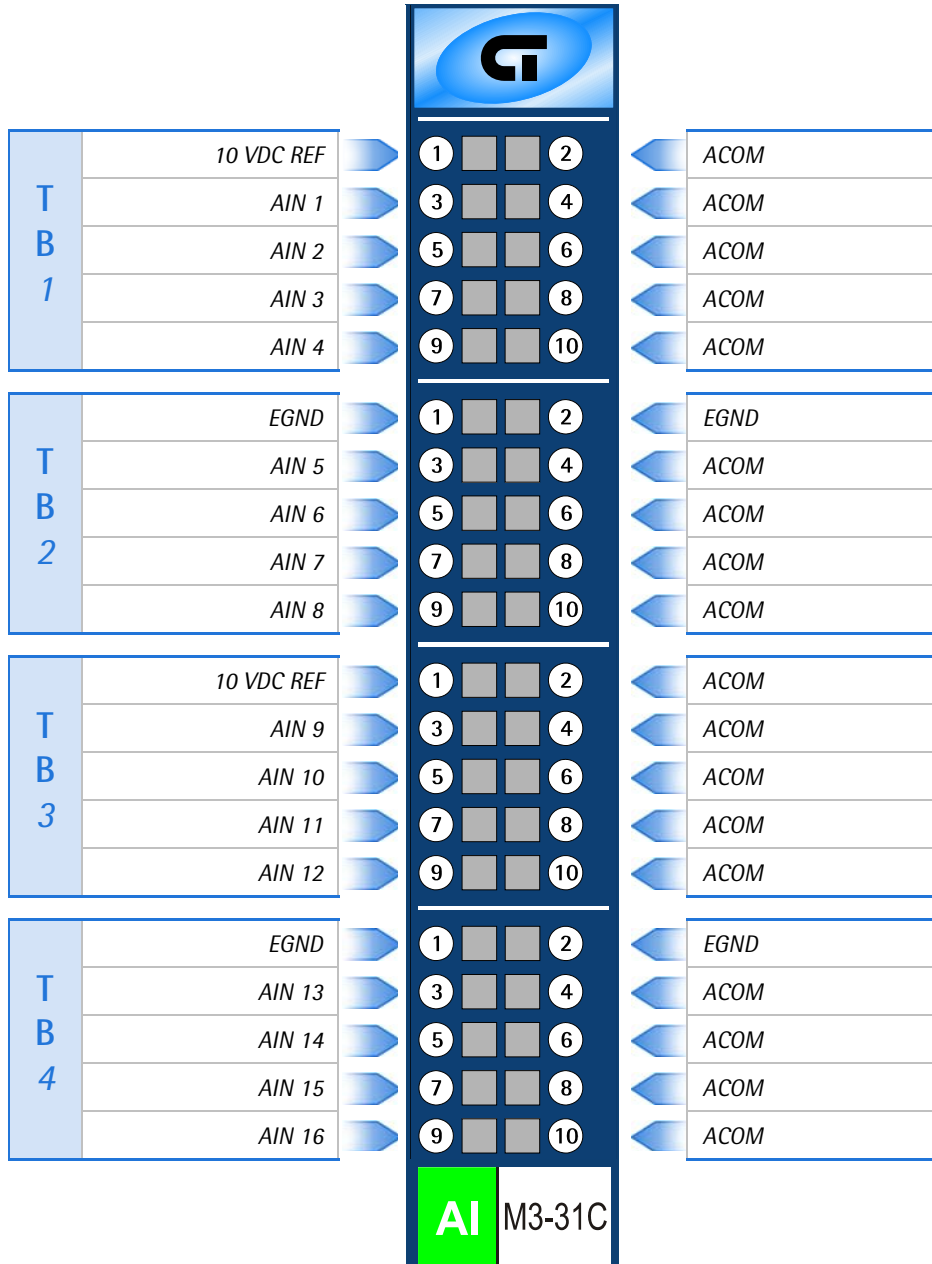 CT
10 VDC REF 1 2 ACOM
AIN 1 3 4 ACOM
AIN 2 5 6 ACOM
AIN 3 7 8 ACOM
AIN 4 9 10 ACOM
T
B
1
EGND 1 2 EGND
AIN 5 3 4 ACOM
AIN 6 5 6 ACOM
AIN 7 7 8 ACOM
AIN 8 9 10 ACOM
T
B
2
10 VDC REF 1 2 ACOM
AIN 9 3 4 ACOM
AIN 10 5 6 ACOM
AIN 11 7 8 ACOM
AIN 12 9 10 ACOM
T
B
3
EGND 1 2 EGND
AIN 13 3 4 ACOM
AIN 14 5 6 ACOM
AIN 15 7 8 ACOM
AIN 16 9 10 ACOM
T
B
4
AI M3-31C